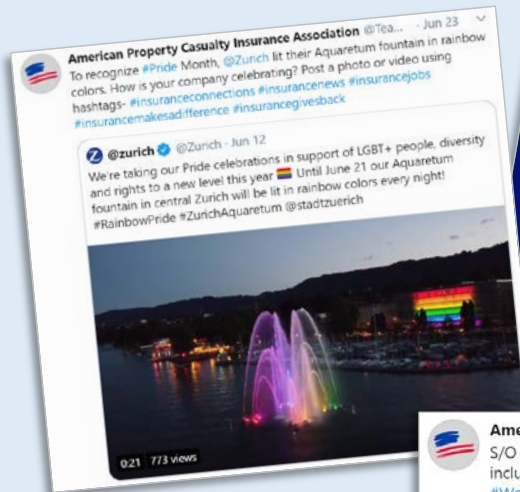 American Property Casualty Insurance Association @Tea... · Jun 23
To recognize #Pride Month, @Zurich lit their Aquaretum fountain in rainbow
colors. How is your company celebrating? Post a photo or video using
hashtags- #insuranceconnections #insurancenews #insurancejobs
#insurancemakesadifference #insurancegivesback
@zurich @Zurich · Jun 12
We're taking our Pride celebrations in support of LGBT+ people, diversity
and rights to a new level this year Until June 21 our Aquaretum
fountain in central Zurich will be lit in rainbow colors every night!
#RainbowPride #ZurichAquaretum @stadtzuerich
0:21 773 views
Ame
S/O
inclu